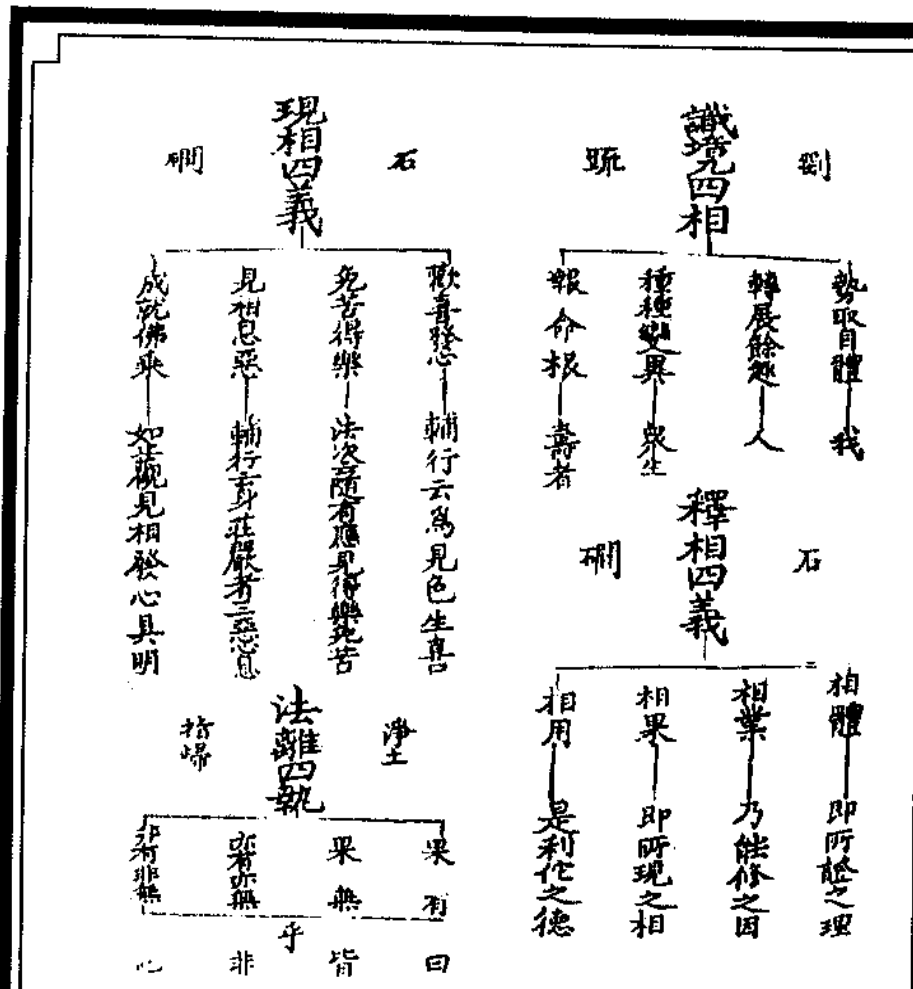 識境四相
劉
疏
執取自體—我
轉展餘趣—人
種種變異—衆生
報命根—壽者
釋相四義
石
磵
相體—即所證之理
相業—乃能修之因
相果—即所現之相
相用—是利佗之德
現相四義
石
磵
歡喜發心—輔行云為見色生喜
免苦得樂—法次隨有應見得樂免苦
見相息惡—輔行云身莊嚴者三惡息
成就佛乘—如觀見相發心具明
法離四執
淨土
指歸
果有
果無
亦有亦無
非有非無
曰
皆
乎
非